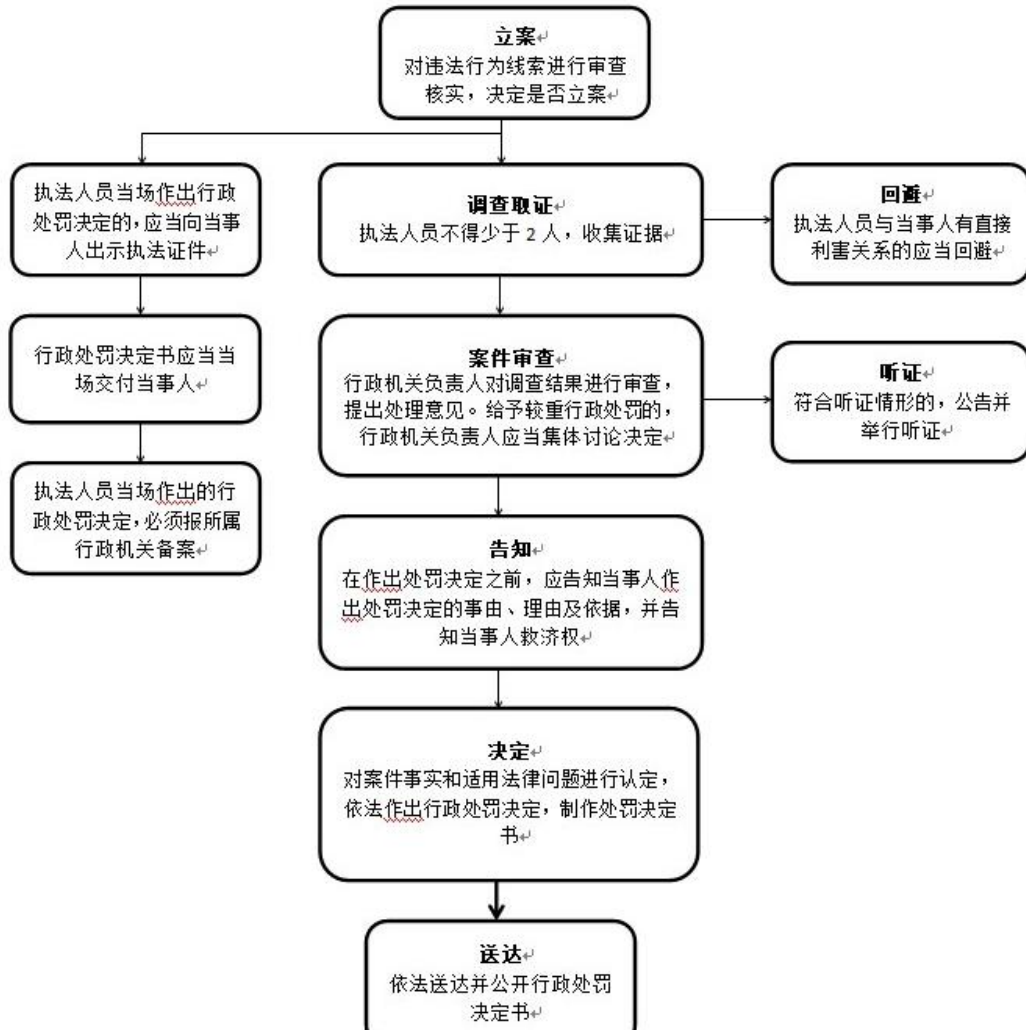 立案
对违法行为线索进行审查
核实，决定是否立案
执法人员当场作出行政
处罚决定的，应当向当事
人出示执法证件
调查取证
执法人员不得少于 2 人，收集证据
回避
执法人员与当事人有直接
利害关系的应当回避
行政处罚决定书应当当
场交付当事人
案件审查
行政机关负责人对调查结果进行审查，
提出处理意见。给予较重行政处罚的，
行政机关负责人应当集体讨论决定
听证
符合听证情形的，公告并
举行听证
执法人员当场作出的行
政处罚决定，必须报所属
行政机关备案
告知
在作出处罚决定之前，应告知当事人作
出处罚决定的事由、理由及依据，并告
知当事人救济权
决定
对案件事实和适用法律问题进行认定，
依法作出行政处罚决定，制作处罚决定
书
送达
依法送达并公开行政处罚
决定书